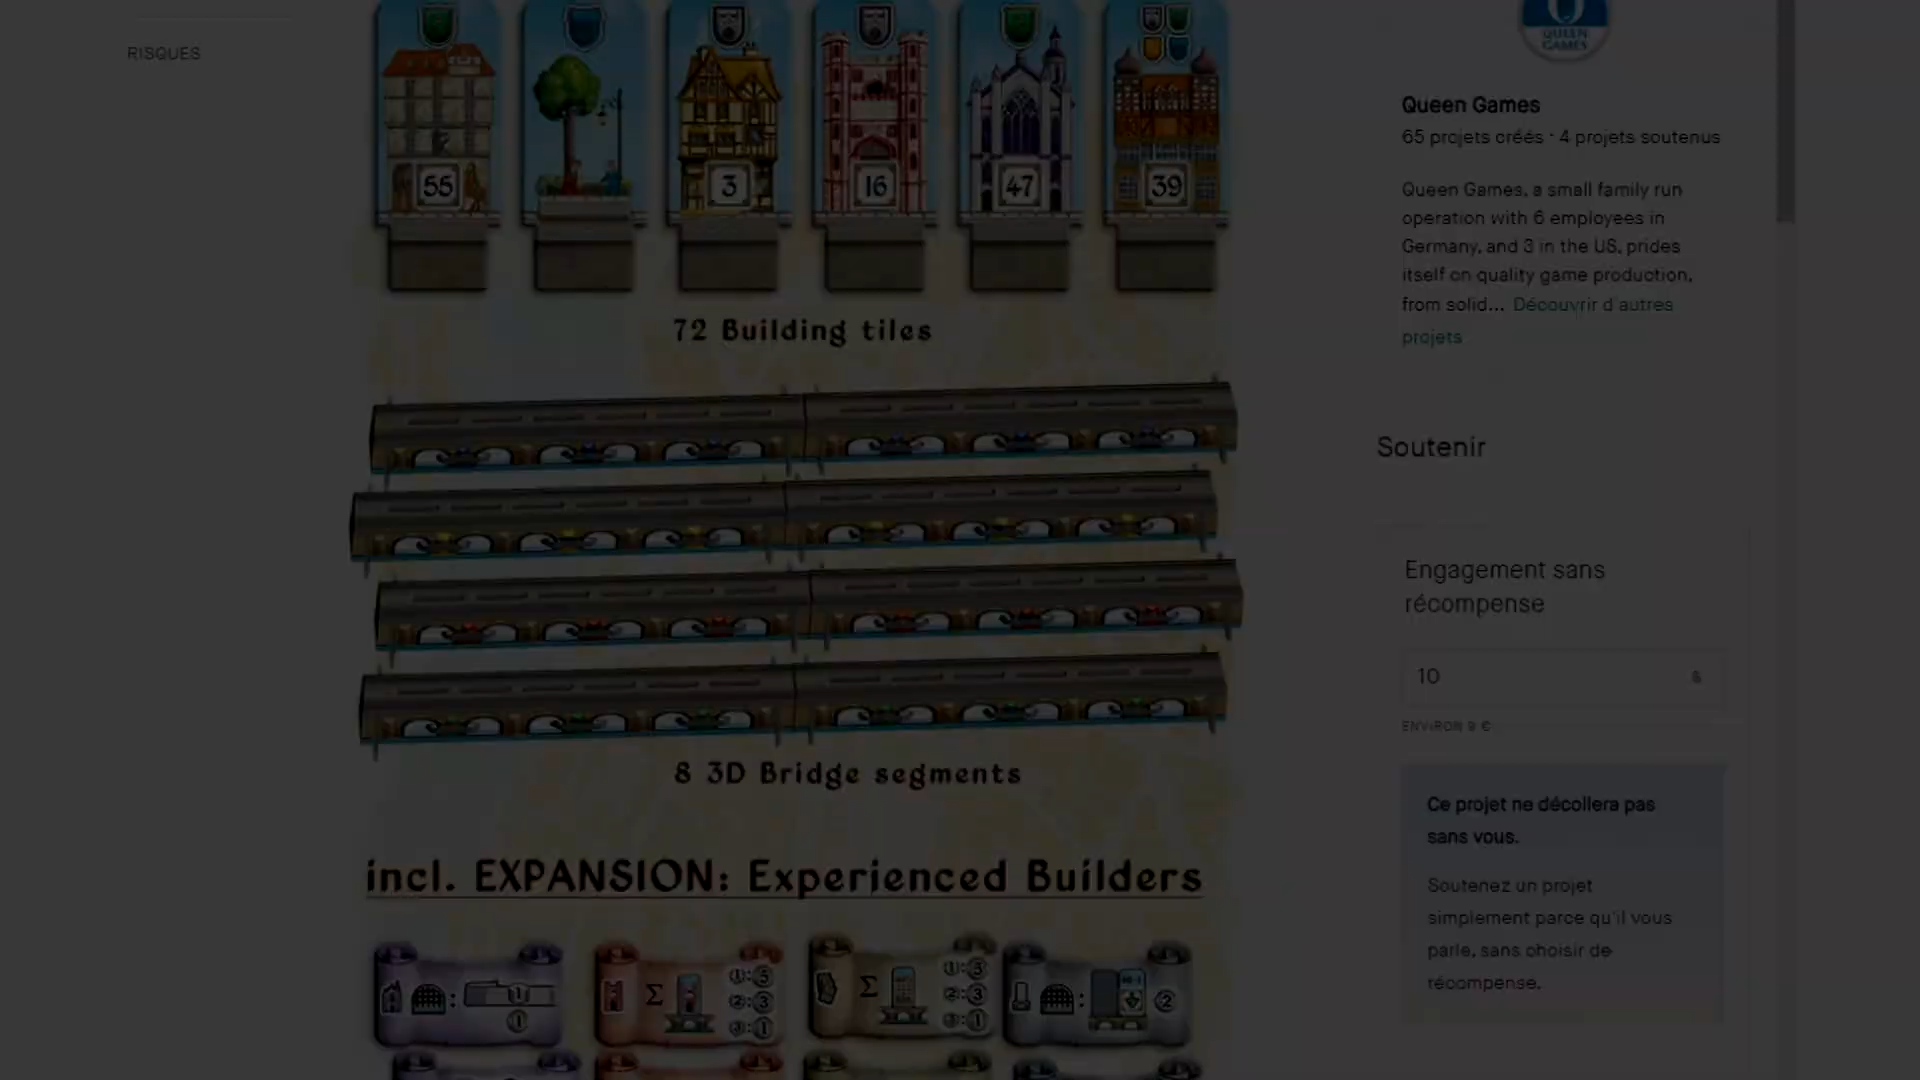 RISQUES
55
3
16
47
39
72 Building tiles
8 3D Bridge segments
incl. EXPANSION: Experienced Builders
QUEEN
GAMES
Queen Games
65 projets créés · 4 projets soutenus
Queen Games, a small family run
operation with 6 employees in
Germany, and 3 in the US, prides
itself on quality game production,
from solid... Découvrir d'autres
projets
Soutenir
Engagement sans
récompense
10
$
ENVIRON 9 €
Ce projet ne décollera pas
sans vous.
Soutenez un projet
simplement parce qu'il vous
parle, sans choisir de
récompense.